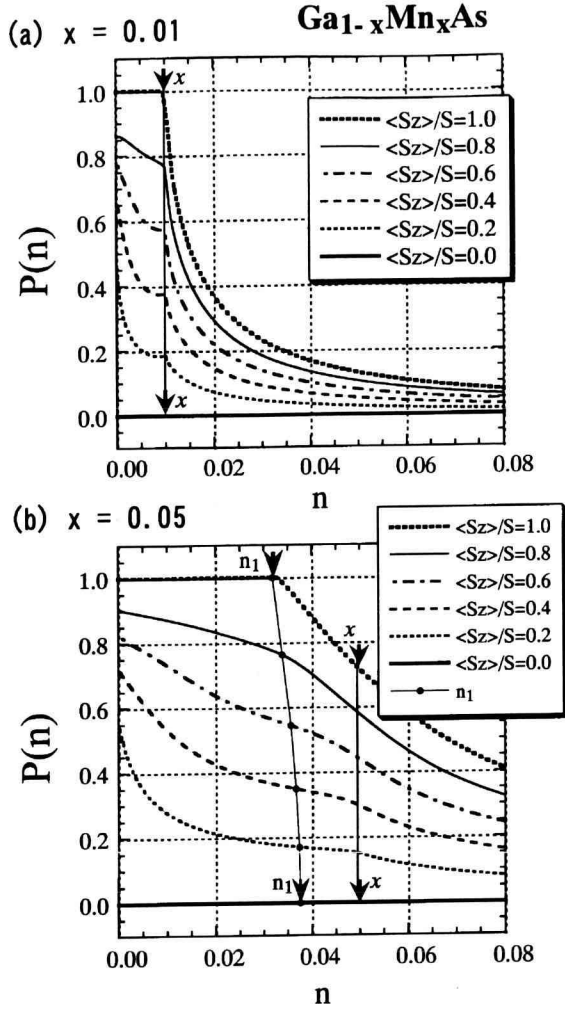 Ga1-xMnxAs
(a) x = 0.01
x
1.0
0.8
0.6
0.4
0.2
0.0
P(n)
<Sz>/S=1.0
<Sz>/S=0.8
<Sz>/S=0.6
<Sz>/S=0.4
<Sz>/S=0.2
<Sz>/S=0.0
x
0.00 0.02 0.04 0.06 0.08
n
(b) x = 0.05
n1
x
1.0
0.8
0.6
0.4
0.2
0.0
P(n)
<Sz>/S=1.0
<Sz>/S=0.8
<Sz>/S=0.6
<Sz>/S=0.4
<Sz>/S=0.2
<Sz>/S=0.0
n1
n1
x
0.00 0.02 0.04 0.06 0.08
n